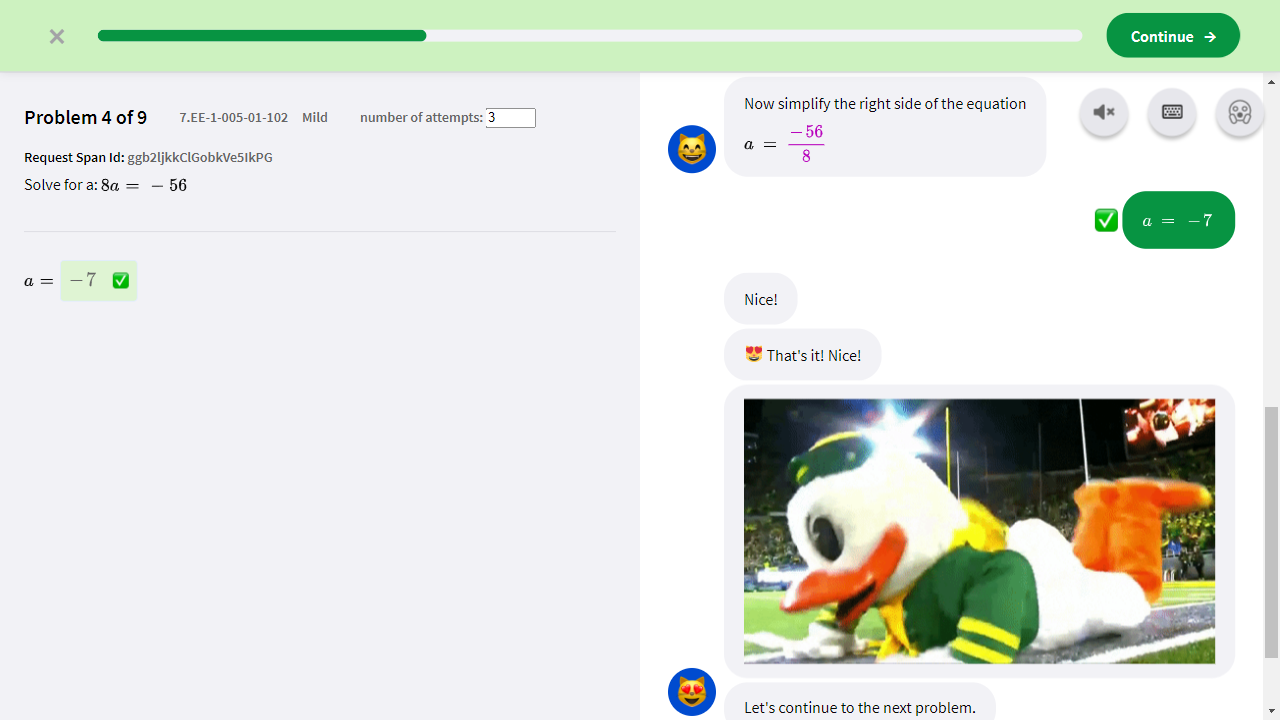 Continue →
Problem 4 of 9 7.EE-1-005-01-102 Mild number of attempts: 3
Request Span Id: ggb2ljkkClGobkVe5IkPG
Solve for a: 8a = −56
a = −7
Now simplify the right side of the equation
a = −56/8
a = −7
Nice!
That's it! Nice!
Let's continue to the next problem.